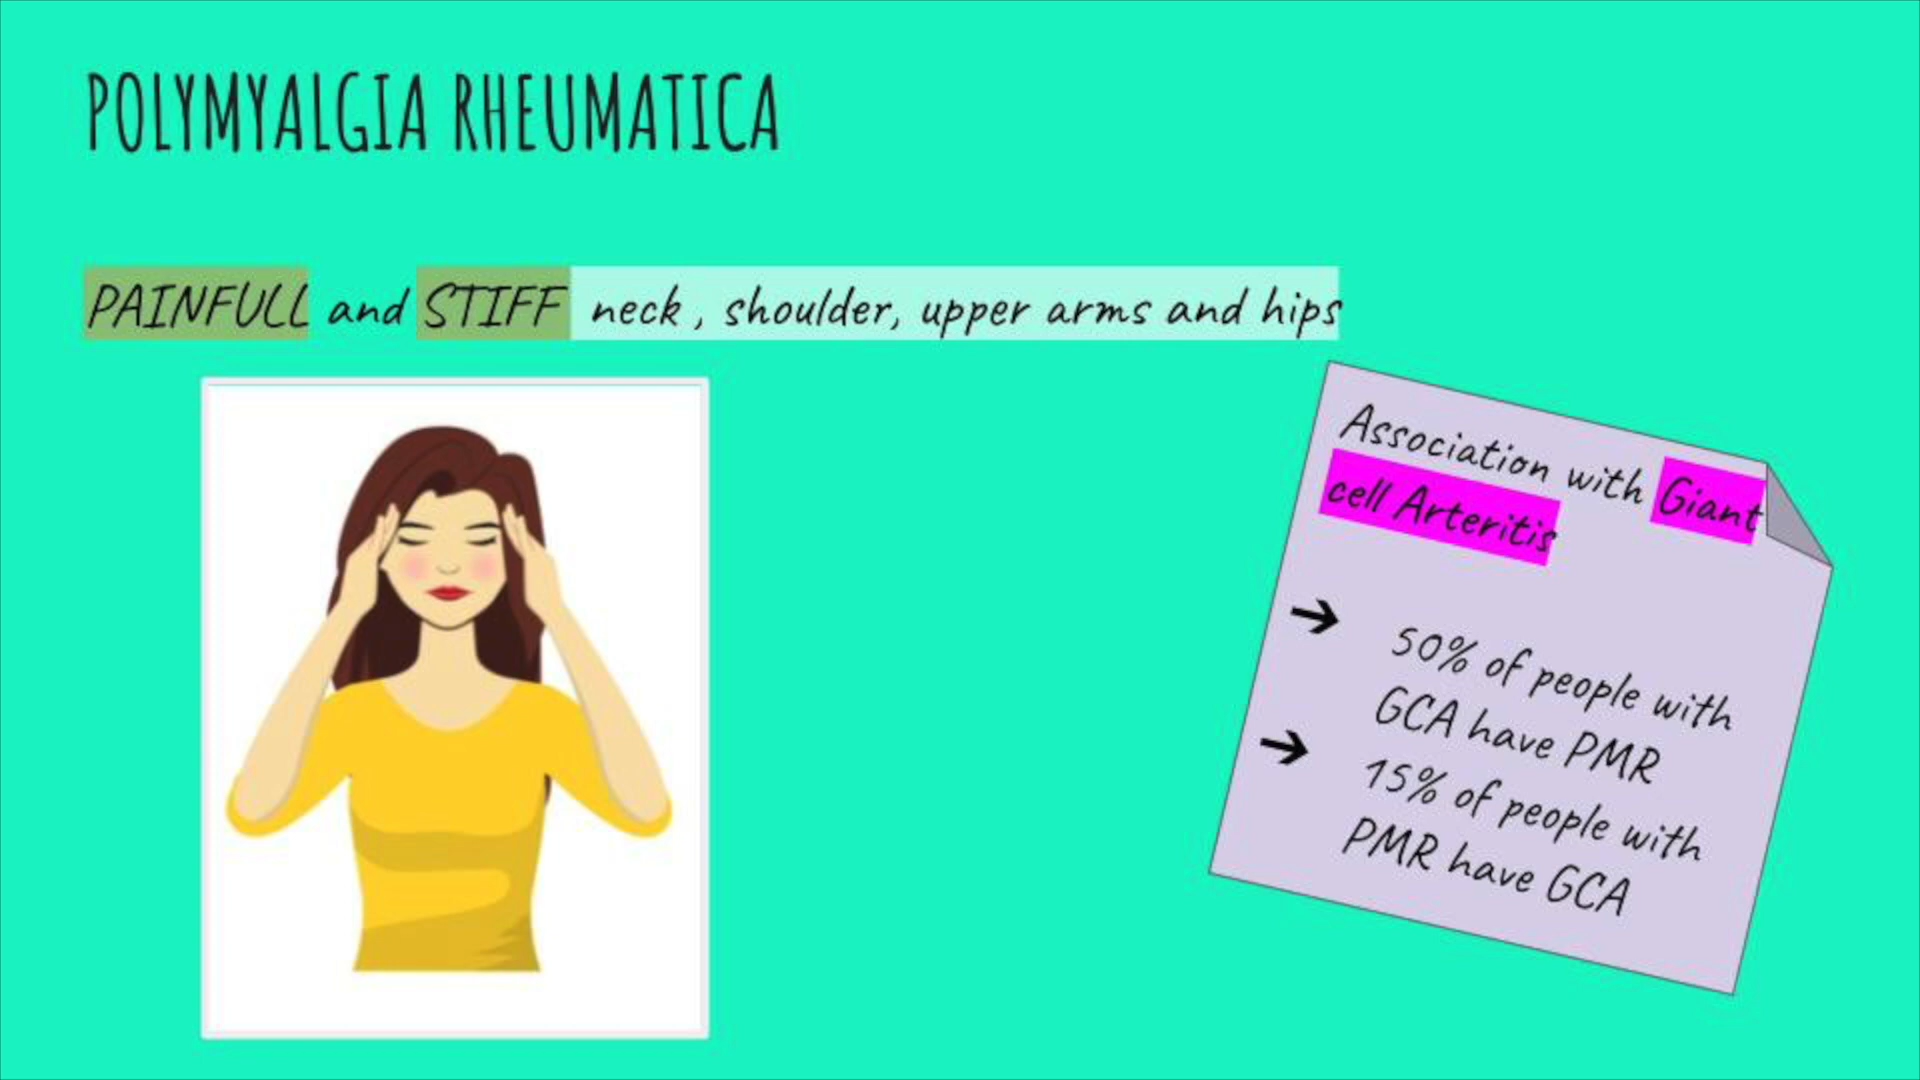 POLYMYALGIA RHEUMATICA
PAINFULL and STIFF neck , shoulder, upper arms and hips
Association with Giant
cell Arteritis
➔ 50% of people with
GCA have PMR
➔ 15% of people with
PMR have GCA